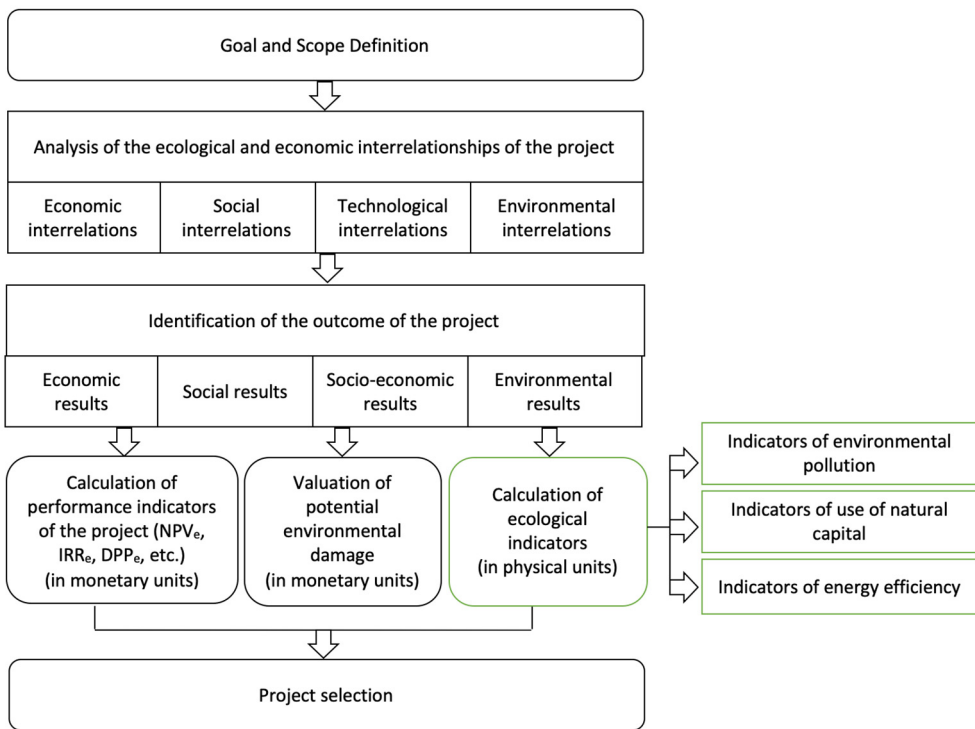 Goal and Scope Definition
Analysis of the ecological and economic interrelationships of the project
Economic
interrelations
Social
interrelations
Technological
interrelations
Environmental
interrelations
Identification of the outcome of the project
Economic
results
Social results
Socio-economic
results
Environmental
results
Calculation of
performance indicators
of the project (NPVₑ,
IRRₑ, DPPₑ, etc.)
(in monetary units)
Valuation of
potential
environmental
damage
(in monetary units)
Calculation of
ecological
indicators
(in physical units)
Indicators of environmental
pollution
Indicators of use of natural
capital
Indicators of energy efficiency
Project selection